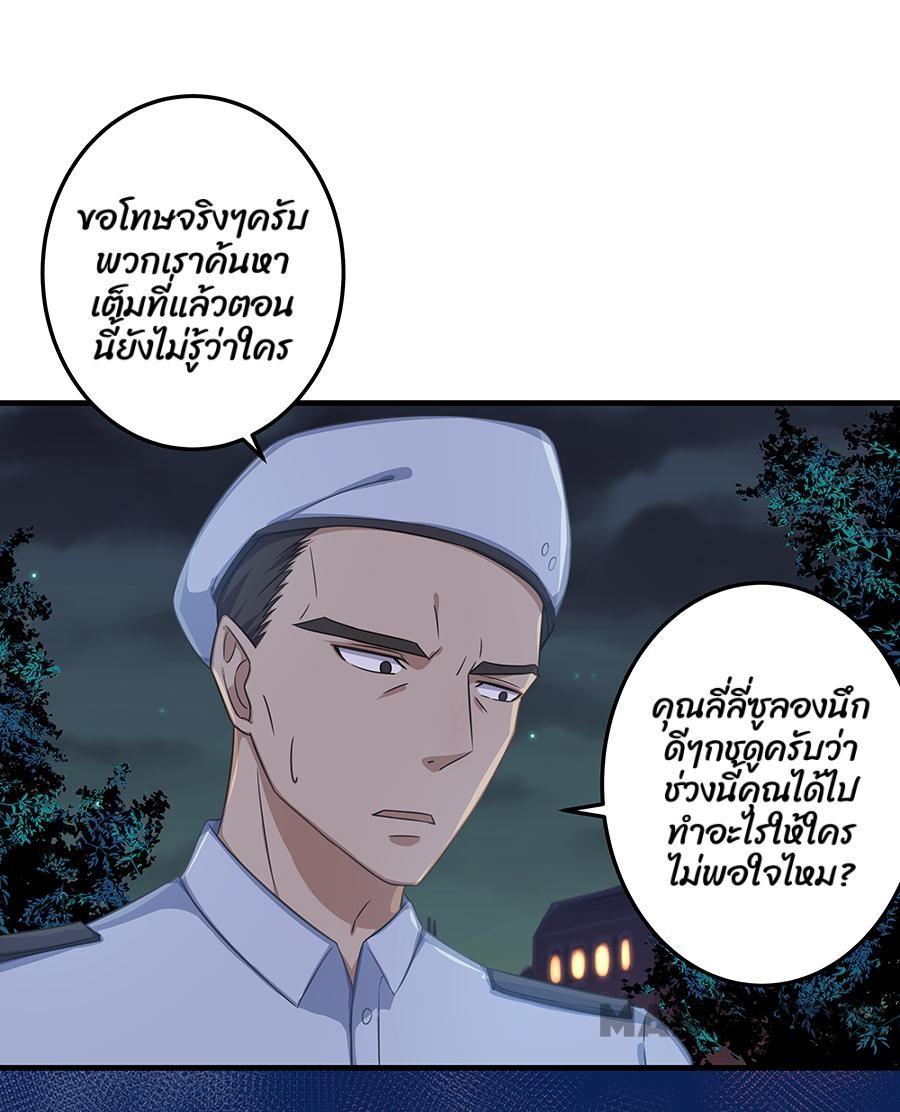 ขอโทษจริงๆครับ
พวกเราค้นหา
เต็มที่แล้วตอน
นี้ยังไม่รู้ว่าใคร
คุณลี่ลี่ซูลองนึก
ดีๆกชดูครับว่า
ช่วงนี้คุณได้ไป
ทำอะไรให้ใคร
ไม่พอใจไหม?